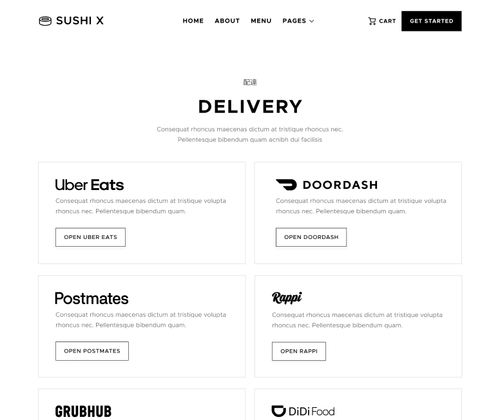 SUSHI X
HOME ABOUT MENU PAGES
CART
GET STARTED
配達
DELIVERY
Consequat rhoncus maecenas dictum at tristique rhoncus nec.
Pellentesque bibendum quam acnibh dui facilisis
Uber Eats
Consequat rhoncus maecenas dictum at tristique volupta
rhoncus nec. Pellentesque bibendum quam.
OPEN UBER EATS
DOORDASH
Consequat rhoncus maecenas dictum at tristique volupta
rhoncus nec. Pellentesque bibendum quam.
OPEN DOORDASH
Postmates
Consequat rhoncus maecenas dictum at tristique volupta
rhoncus nec. Pellentesque bibendum quam.
OPEN POSTMATES
Rappi
Consequat rhoncus maecenas dictum at tristique volupta
rhoncus nec. Pellentesque bibendum quam.
OPEN RAPPI
GRUBHUB
DiDi Food